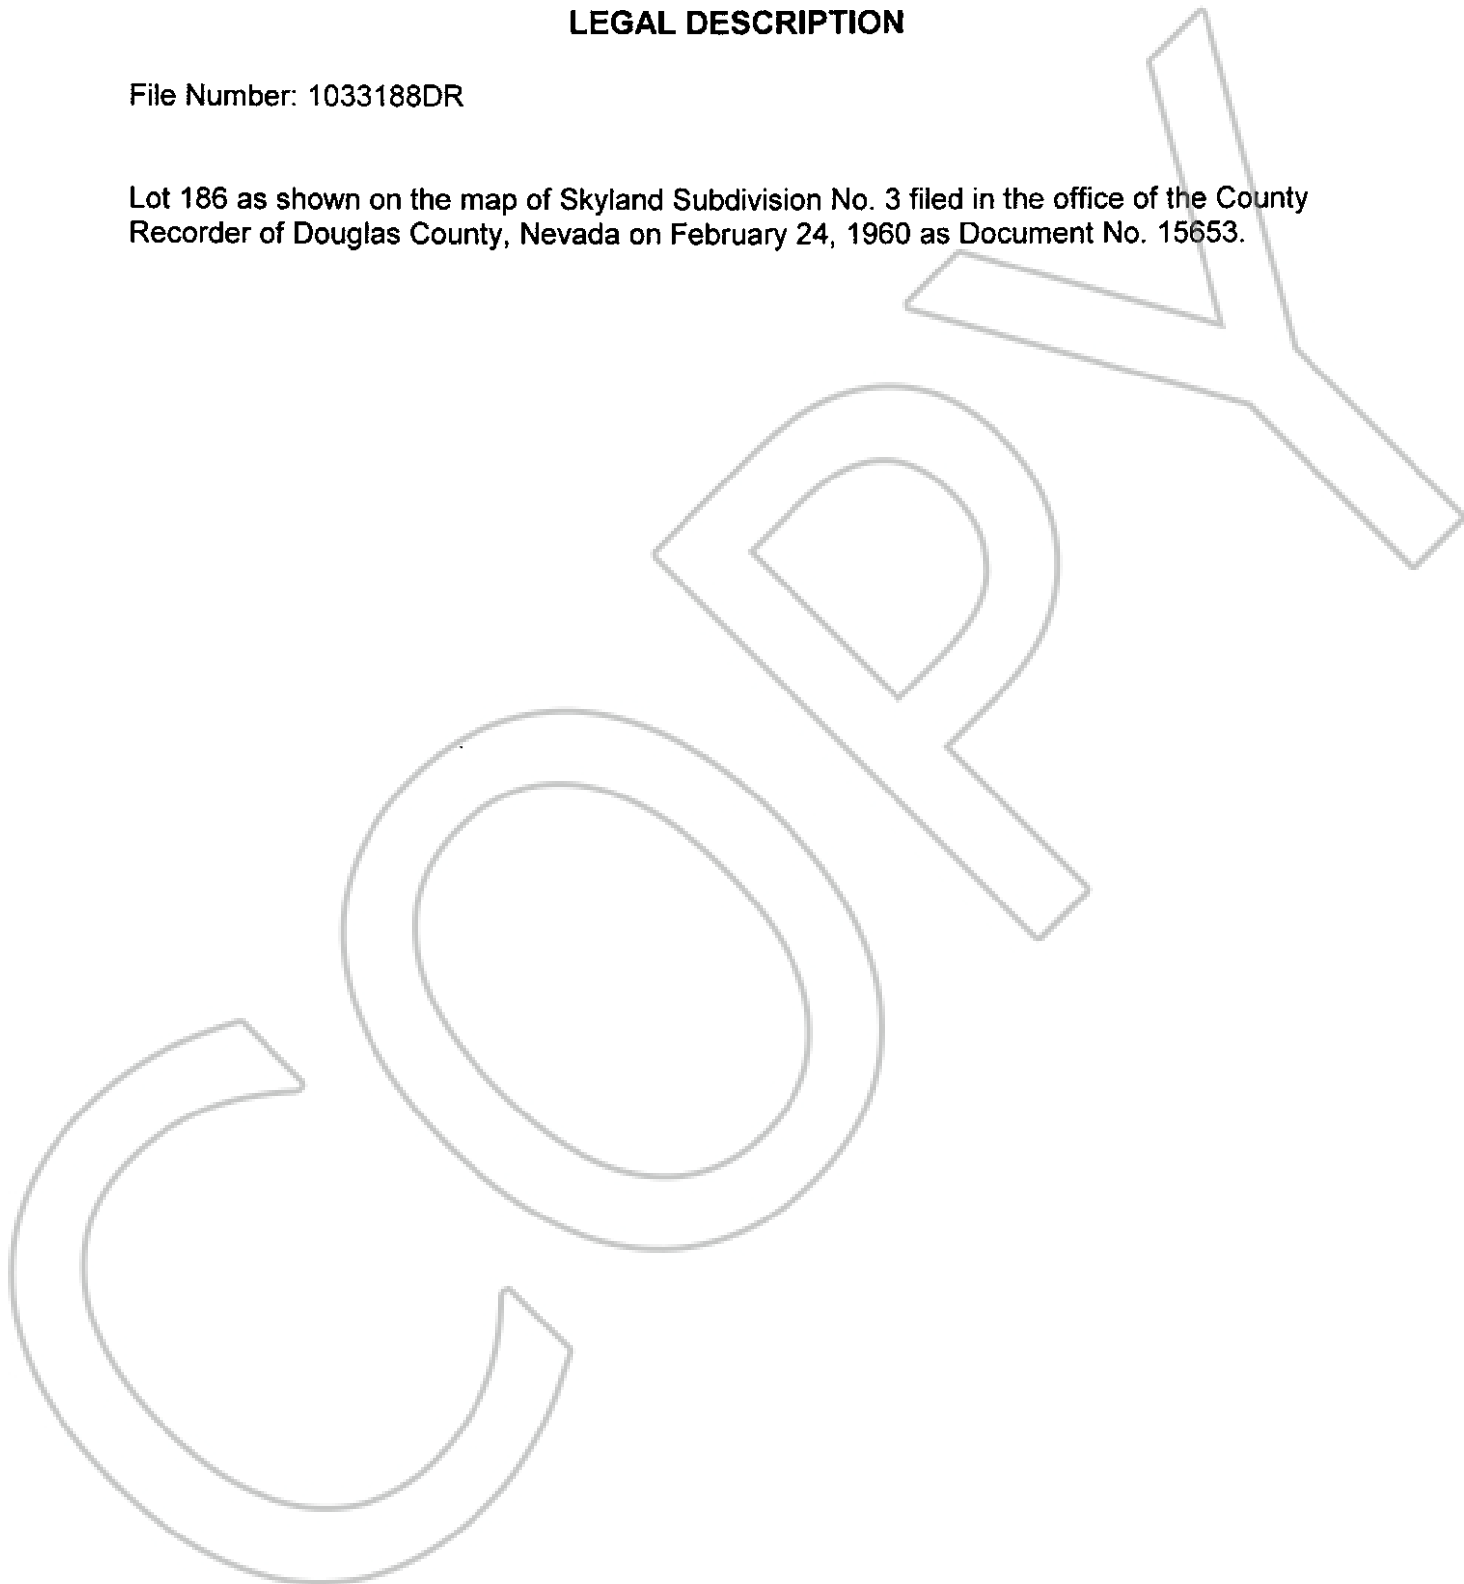 LEGAL DESCRIPTION
File Number: 1033188DR
Lot 186 as shown on the map of Skyland Subdivision No. 3 filed in the office of the County
Recorder of Douglas County, Nevada on February 24, 1960 as Document No. 15653.
COPY